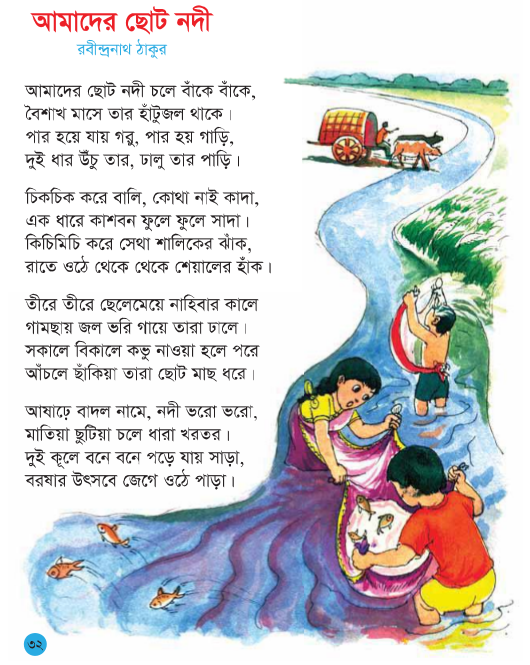 আমাদের ছোট নদী
রবীন্দ্রনাথ ঠাকুর
আমাদের ছোট নদী চলে বাঁকে বাঁকে,
বৈশাখ মাসে তার হাঁটুজল থাকে।
পার হয়ে যায় গরু, পার হয় গাড়ি,
দুই ধার উঁচু তার, ঢালু তার পাড়ি।
চিকচিক করে বালি, কোথা নাই কাদা,
এক ধারে কাশবন ফুলে ফুলে সাদা।
কিচিমিচি করে সেথা শালিকের ঝাঁক,
রাতে ওঠে থেকে থেকে শেয়ালের হাঁক।
তীরে তীরে ছেলেমেয়ে নাহিবার কালে
গামছায় জল ভরি গায়ে তারা ঢালে।
সকালে বিকালে কভু নাওয়া হলে পরে
আঁচলে ছাঁকিয়া তারা ছোট মাছ ধরে।
আষাঢ়ে বাদল নামে, নদী ভরো ভরো,
মাতিয়া ছুটিয়া চলে ধারা খরতর।
দুই কূলে বনে বনে পড়ে যায় সাড়া,
বরষার উৎসবে জেগে ওঠে পাড়া।
৩২